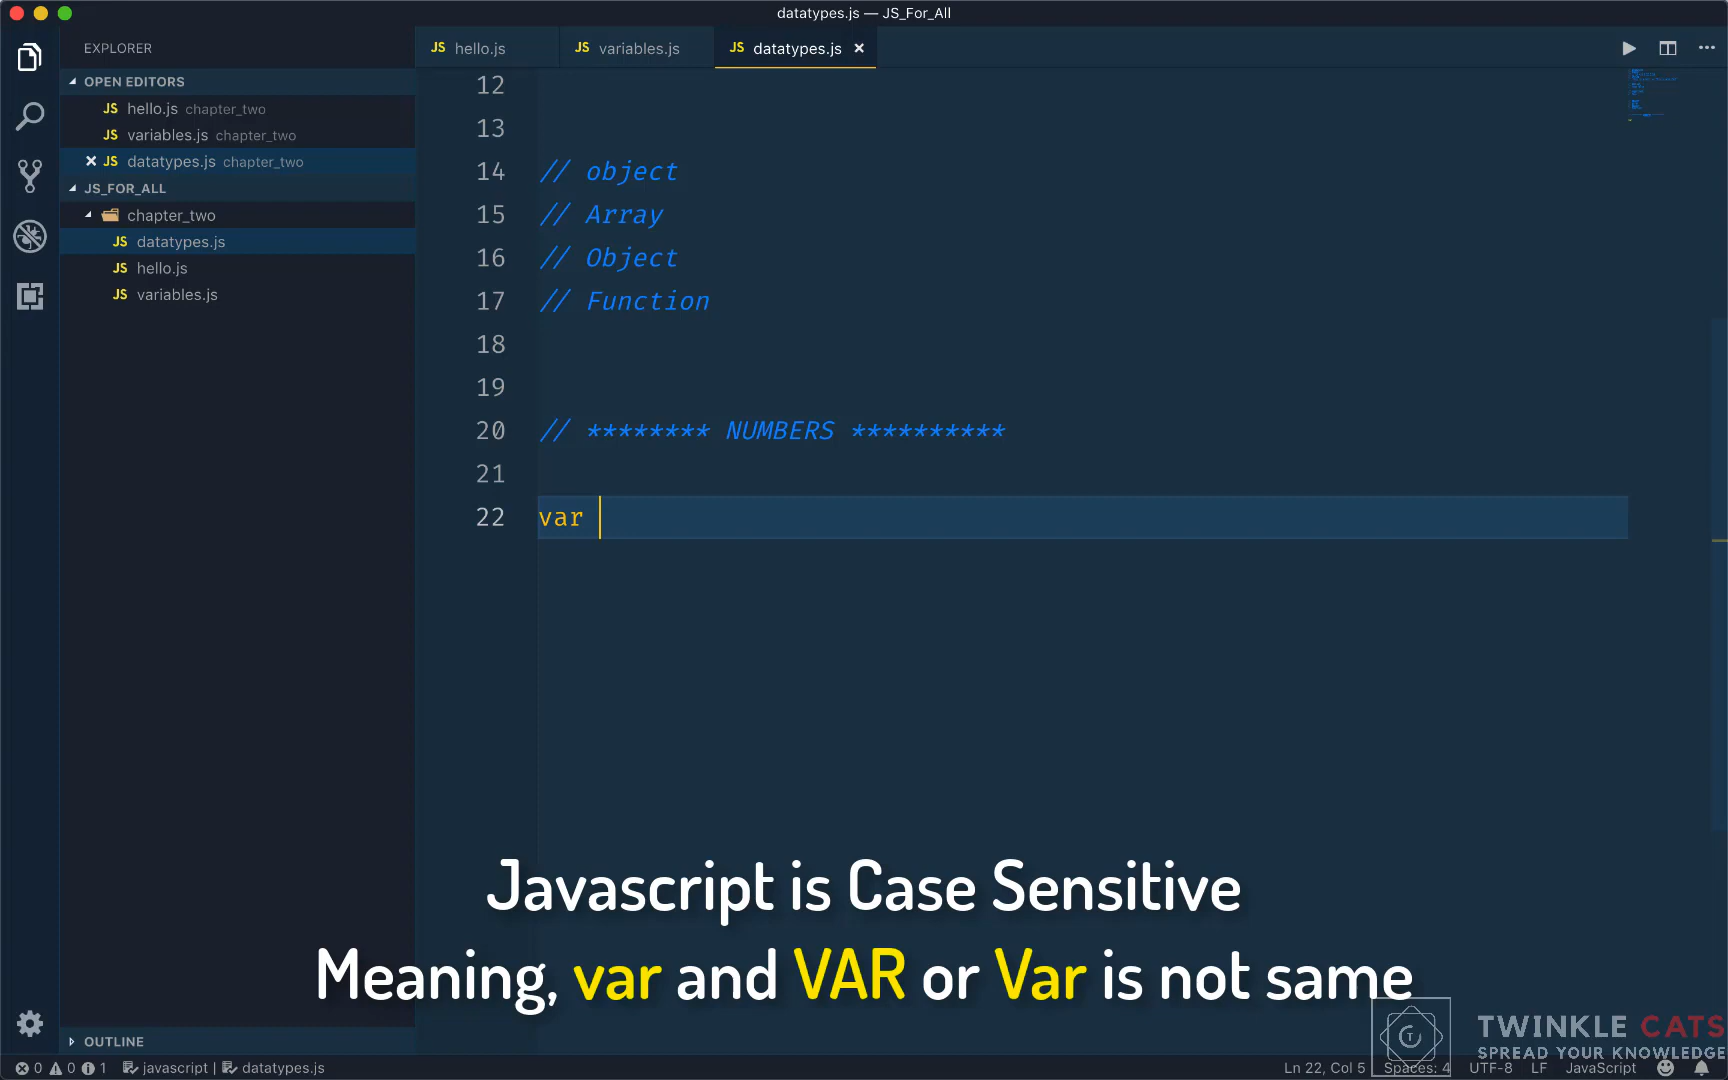 datatypes.js — JS_For_All
EXPLORER
JS hello.js
JS variables.js
JS datatypes.js
OPEN EDITORS
JS hello.js chapter_two
JS variables.js chapter_two
JS datatypes.js chapter_two
JS_FOR_ALL
chapter_two
JS datatypes.js
JS hello.js
JS variables.js
OUTLINE
12
13
14 // object
15 // Array
16 // Object
17 // Function
18
19
20 // ******** NUMBERS **********
21
22 var
Javascript is Case Sensitive
Meaning, var and VAR or Var is not same
TWINKLE CATS
SPREAD YOUR KNOWLEDGE
0 0 1 javascript | datatypes.js
Ln 22, Col 5 Spaces: 4 UTF-8 LF JavaScript